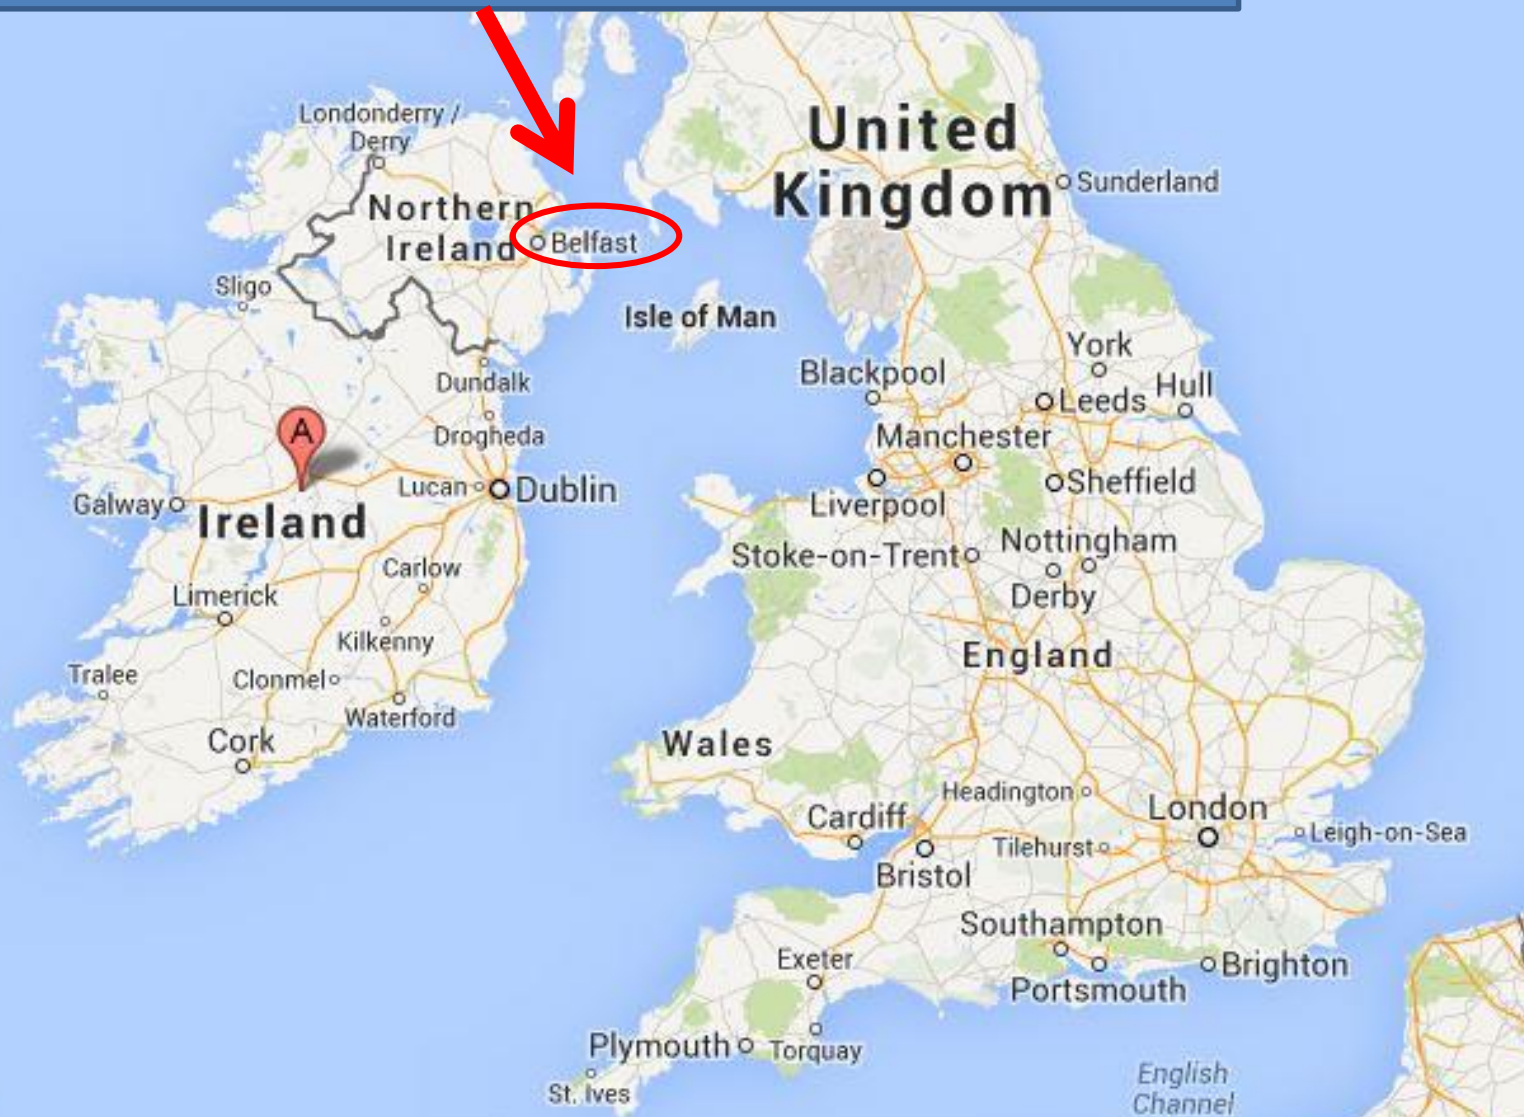 Londonderry /
Derry
United
Kingdom
Sunderland
Northern
Ireland
Belfast
Sligo
Isle of Man
York
Blackpool
Hull
Dundalk
Leeds
A
Drogheda
Manchester
Lucan
Dublin
Sheffield
Galway
Liverpool
Ireland
Nottingham
Stoke-on-Trent
Carlow
Limerick
Derby
Kilkenny
England
Tralee
Clonmel
Waterford
Cork
Wales
Headington
London
Cardiff
Leigh-on-Sea
Tilehurst
Bristol
Southampton
Exeter
Brighton
Portsmouth
Plymouth
Torquay
English
Channel
St. Ives